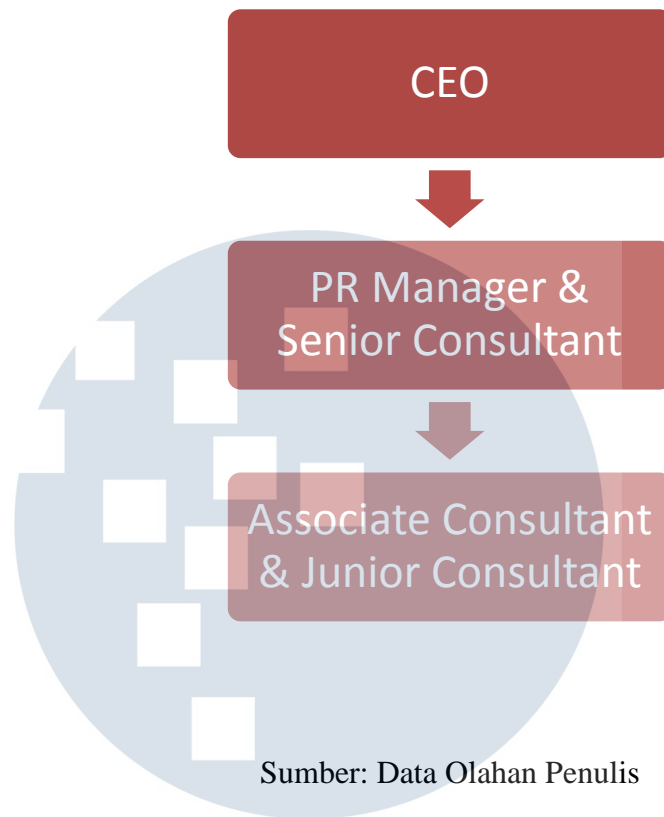 CEO
PR Manager &
Senior Consultant
Associate Consultant
& Junior Consultant
Sumber: Data Olahan Penulis